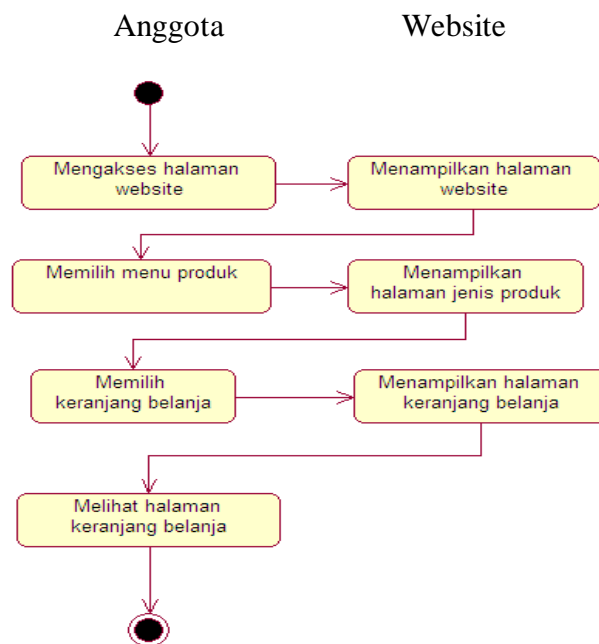 Anggota
Website
Mengakses halaman
website
Menampilkan halaman
website
Memilih menu produk
Menampilkan
halaman jenis produk
Memilih
keranjang belanja
Menampilkan halaman
keranjang belanja
Melihat halaman
keranjang belanja